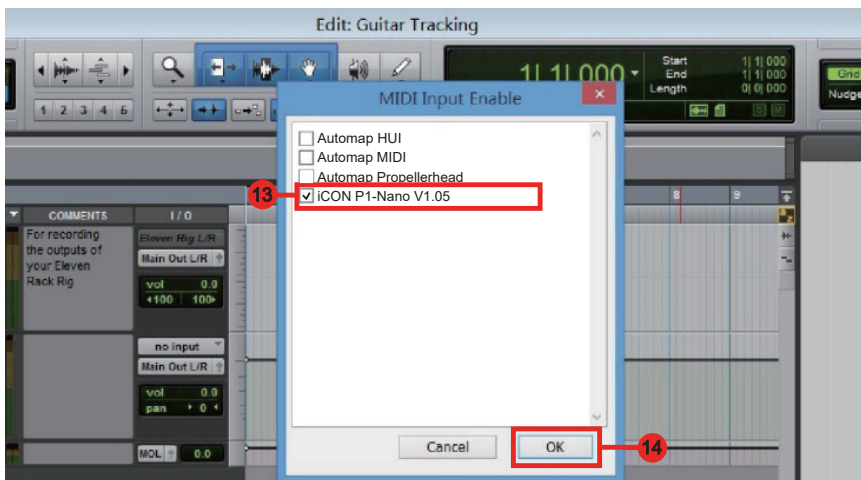 Edit: Guitar Tracking
1 2 3 4 5
1| 1| 000
Start 1| 1| 000
End 1| 1| 000
Length 0| 0| 000
Grid
Nudge
MIDI Input Enable
Automap HUI
Automap MIDI
Automap Propellerhead
13
iCON P1-Nano V1.05
8 9
COMMENTS I / O
For recording
the outputs of
your Eleven
Rack Rig
Eleven Rig L/R
Main Out L/R
vol 0.0
100 100
no input
Main Out L/R
vol 0.0
pan 0
MOL 0.0
Cancel OK
14